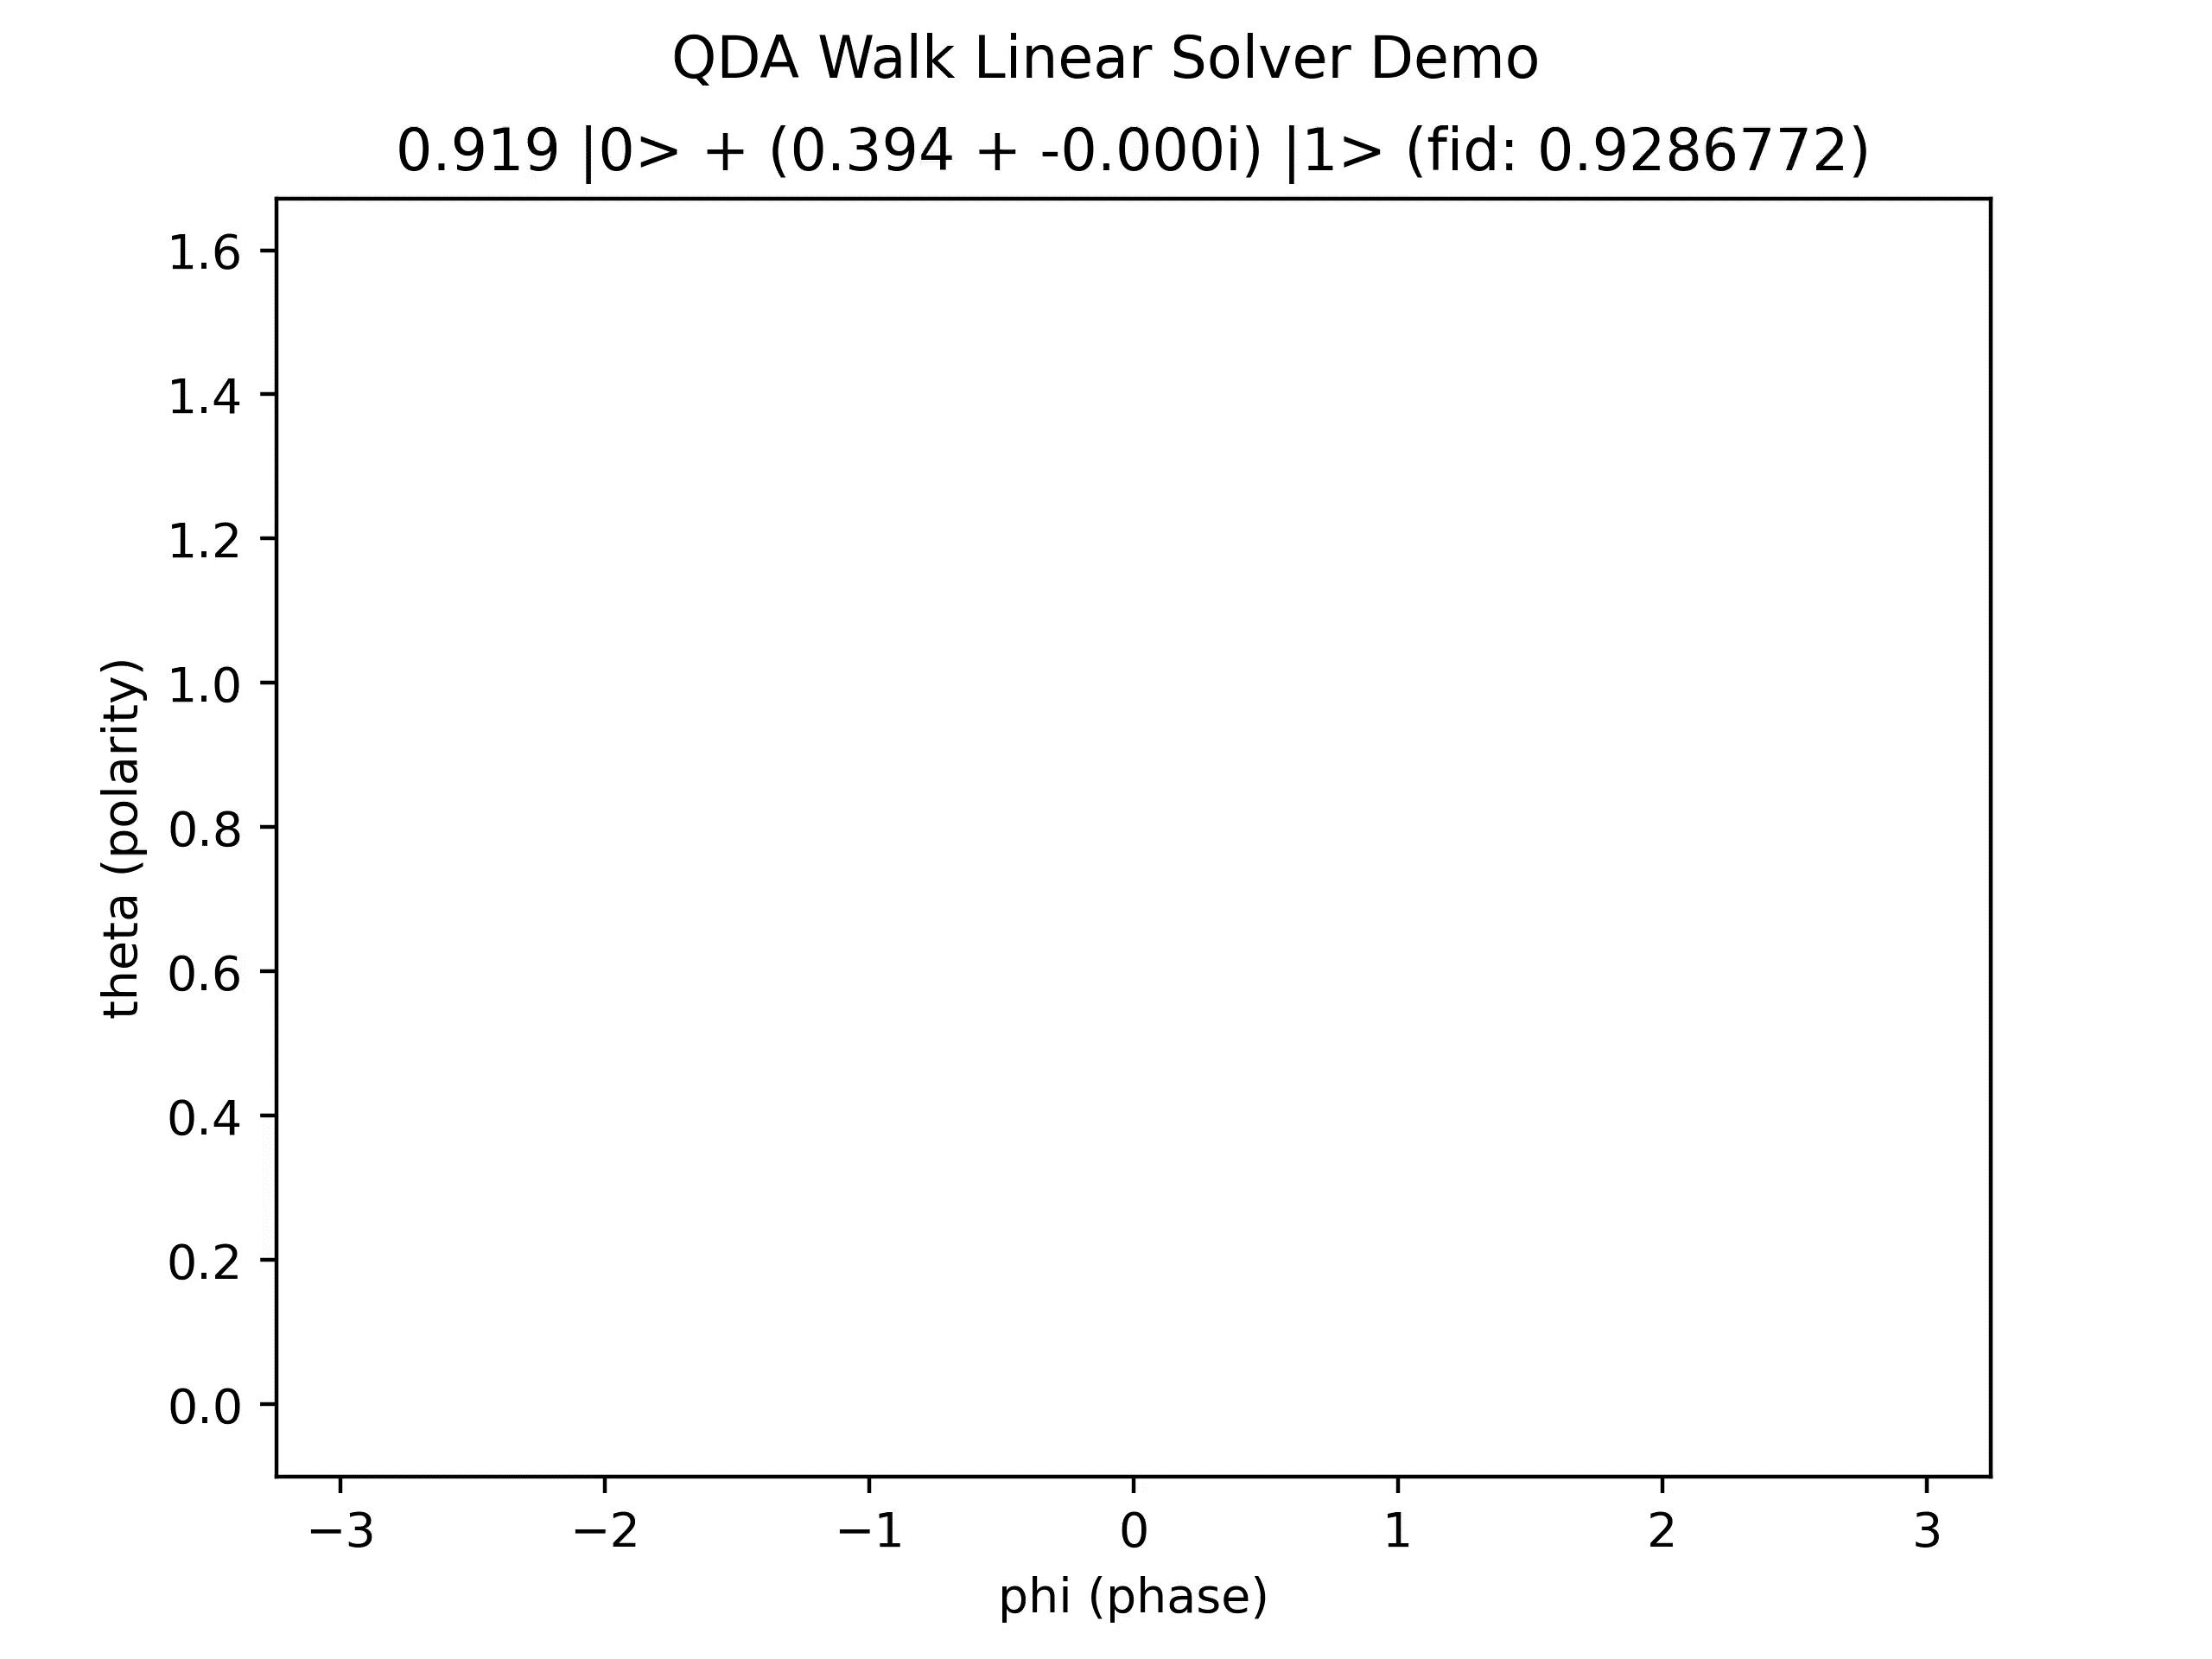 QDA Walk Linear Solver Demo
0.919 |0> + (0.394 + -0.000i) |1> (fid: 0.9286772)
1.6
1.4
1.2
1.0
0.8
0.6
0.4
0.2
0.0
theta (polarity)
−3 −2 −1 0 1 2 3
phi (phase)